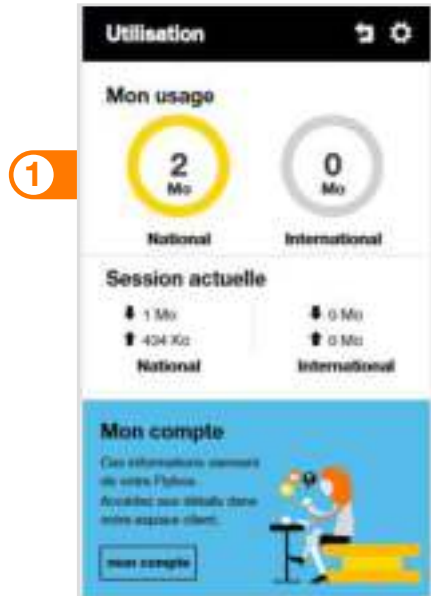 Utilisation
Mon usage
1
2
Mo
0
Mo
National
International
Session actuelle
1 Mo
0 Mo
434 Ko
0 Mo
National
International
Mon compte
Ces informations viennent
de votre Flybox.
Accédez aux détails dans
votre espace client.
mon compte